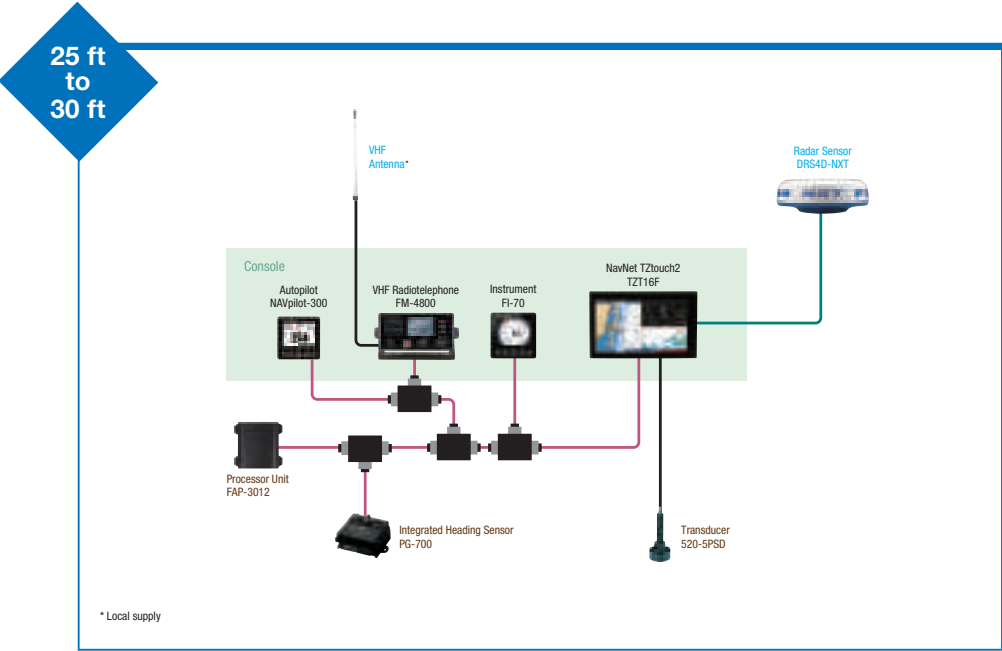 25 ft
to
30 ft
VHF
Antenna*
Radar Sensor
DRS4D-NXT
Console
Autopilot
NAVpilot-300
VHF Radiotelephone
FM-4800
Instrument
FI-70
NavNet TZtouch2
TZT16F
Processor Unit
FAP-3012
Integrated Heading Sensor
PG-700
Transducer
520-5PSD
* Local supply